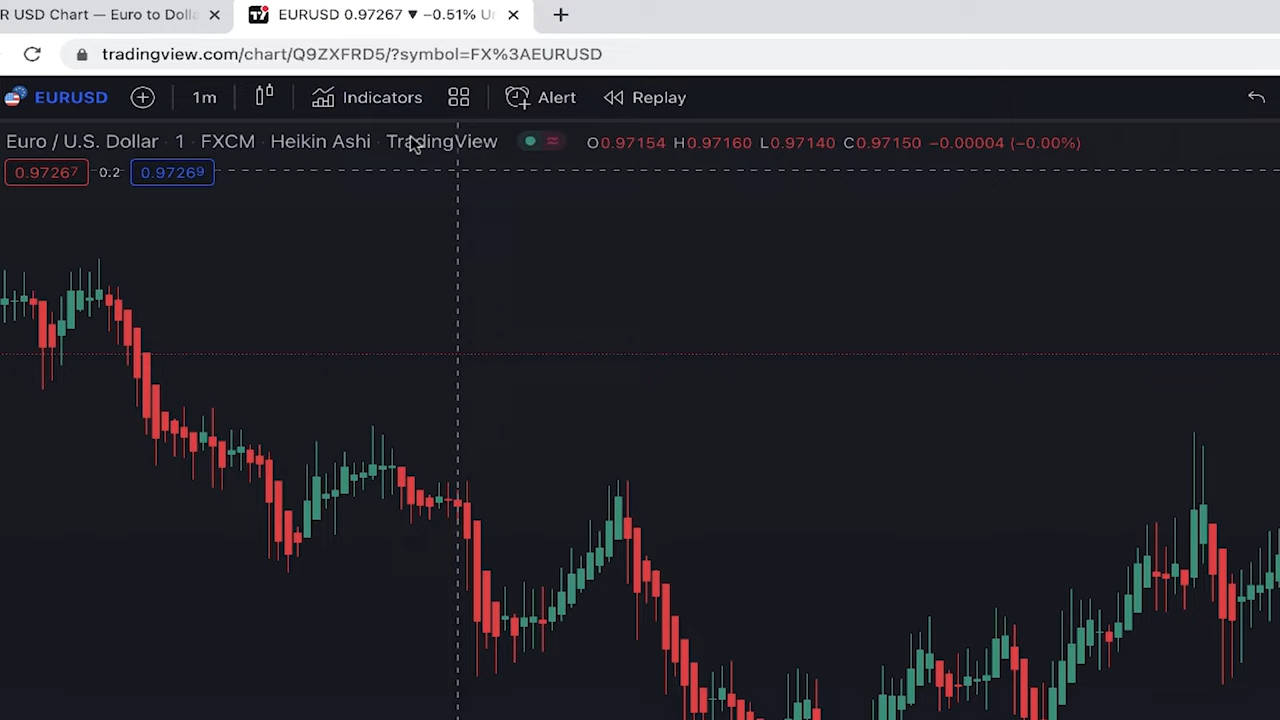 R USD Chart — Euro to Dolla
EURUSD 0.97267 ▼ −0.51% Un
tradingview.com/chart/Q9ZXFRD5/?symbol=FX%3AEURUSD
EURUSD 1m Indicators Alert Replay
Euro / U.S. Dollar · 1 · FXCM · Heikin Ashi · TradingView O0.97154 H0.97160 L0.97140 C0.97150 −0.00004 (−0.00%)
0.97267 0.2 0.97269